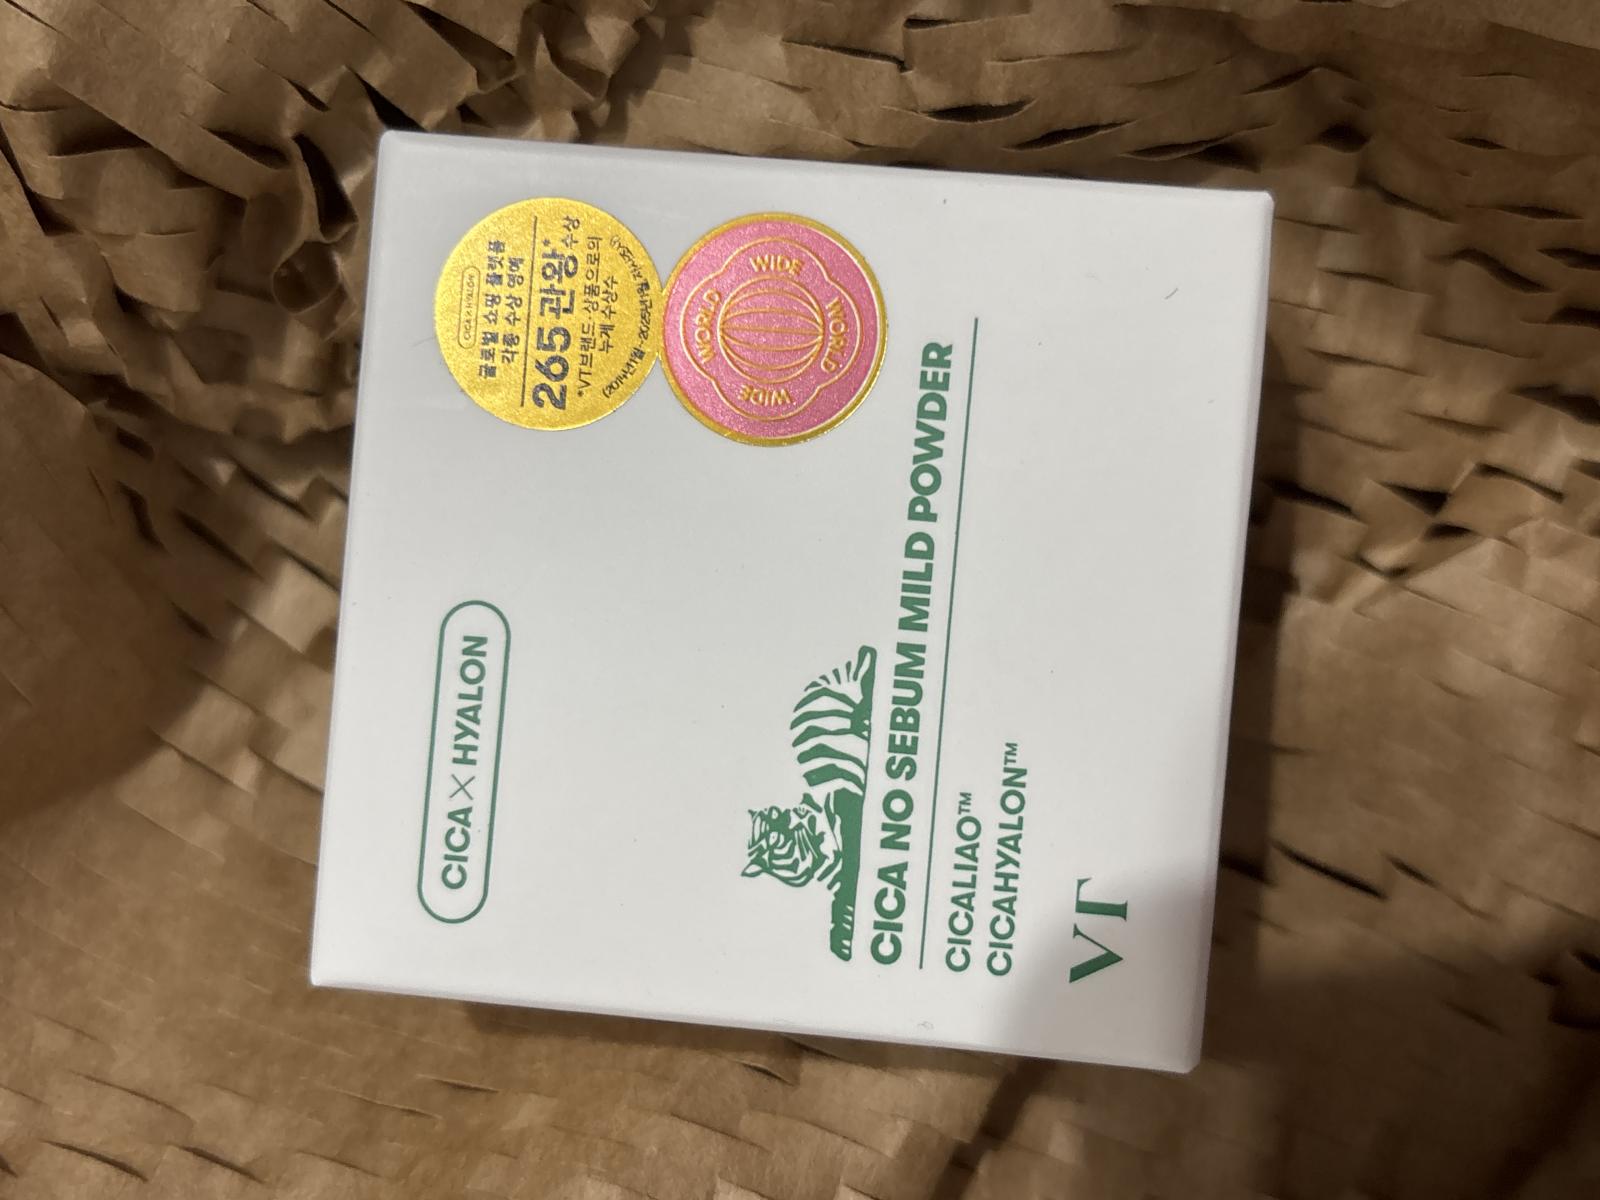 CICA X HYALON
CICA X HYALON
글로벌 쇼핑 플랫폼
각종 수상 영예
265관왕*
*VT브랜드·상품으로의 수상
누계 수상수
WORLD
WIDE
WORLD
WIDE
CICA NO SEBUM MILD POWDER
CICALIAO™
CICAHYALON™
VT